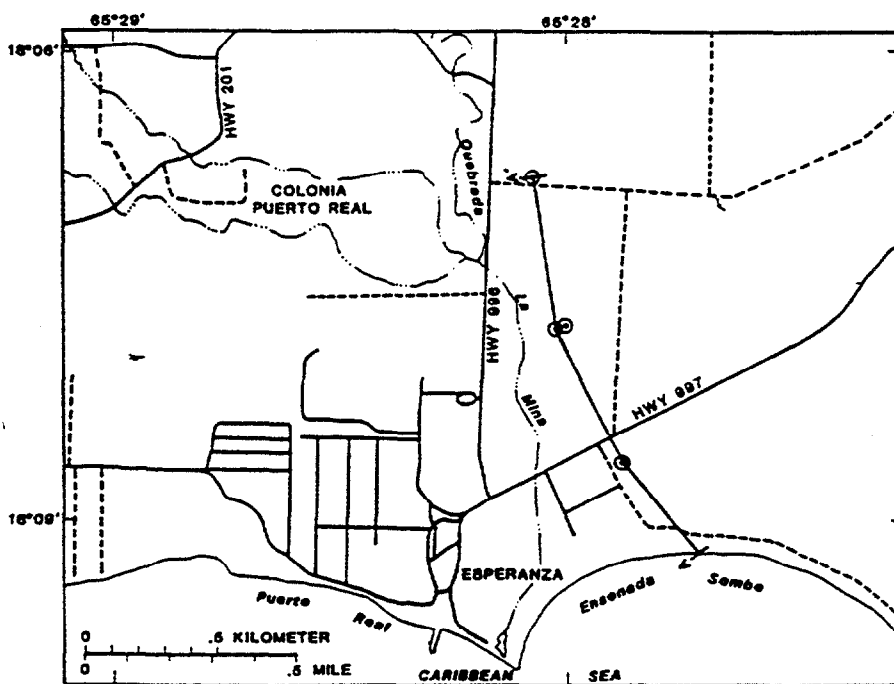 65°29'
65°28'
18°06'
HWY 201
Quebrada
COLONIA
PUERTO REAL
La
HWY 996
HWY 997
Mina
18°09'
ESPERANZA
Puerto
Real
Ensenada
Sombe
0 .5 KILOMETER
0 .5 MILE
CARIBBEAN SEA